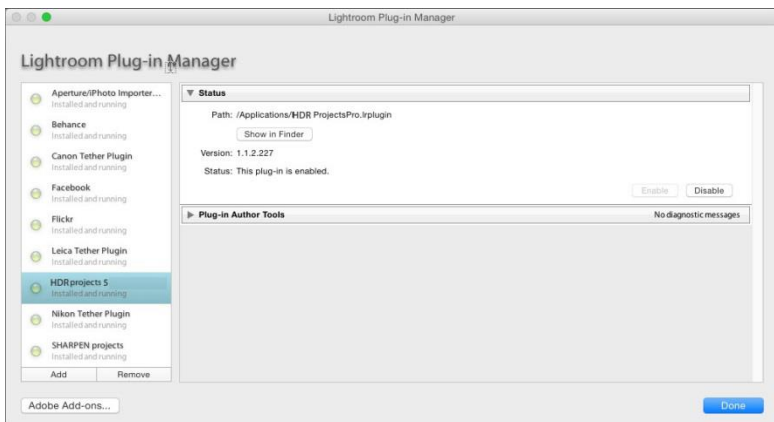 Lightroom Plug-in Manager
Lightroom Plug-in Manager
Aperture/iPhoto Importer...
Installed and running
Behance
Installed and running
Canon Tether Plugin
Installed and running
Facebook
Installed and running
Flickr
Installed and running
Leica Tether Plugin
Installed and running
HDR projects 5
Installed and running
Nikon Tether Plugin
Installed and running
SHARPEN projects
Installed and running
Add Remove
Status
Path: /Applications/HDR ProjectsPro.lrplugin
Show in Finder
Version: 1.1.2.227
Status: This plug-in is enabled.
Enable Disable
Plug-in Author Tools No diagnostic messages
Adobe Add-ons... Done